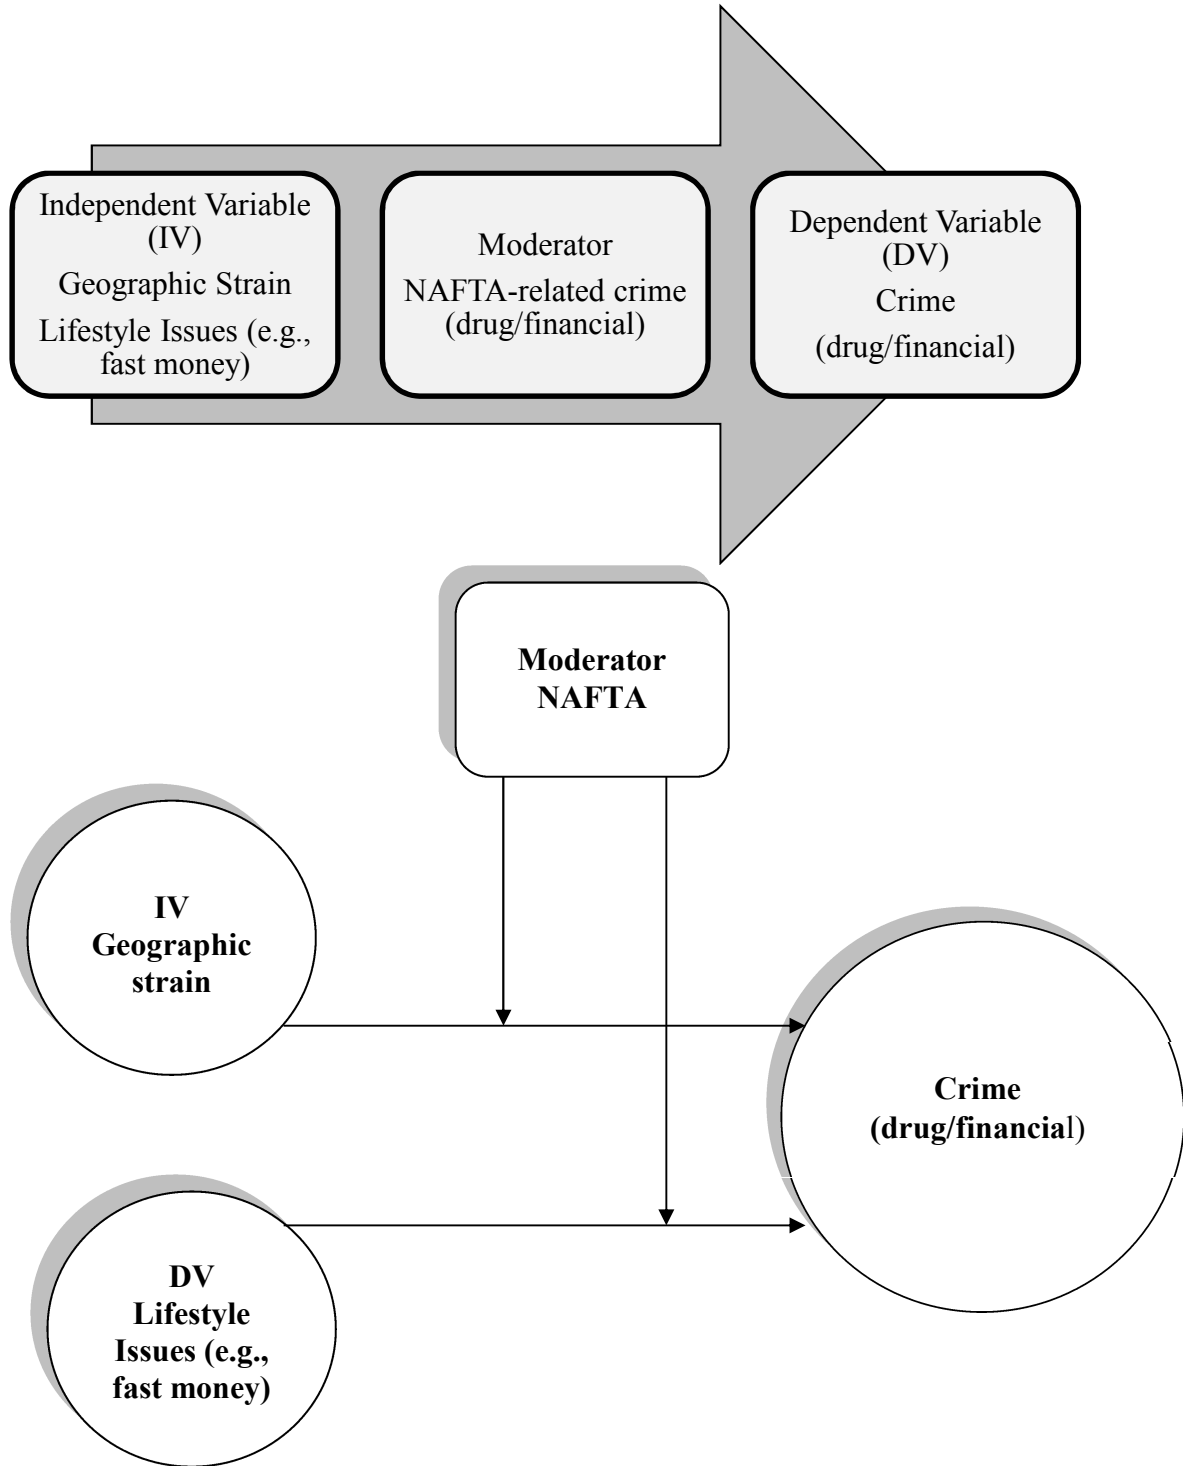 Independent Variable
(IV)
Geographic Strain
Lifestyle Issues (e.g.,
fast money)
Moderator
NAFTA-related crime
(drug/financial)
Dependent Variable
(DV)
Crime
(drug/financial)
Moderator
NAFTA
IV
Geographic
strain
Crime
(drug/financial)
DV
Lifestyle
Issues (e.g.,
fast money)